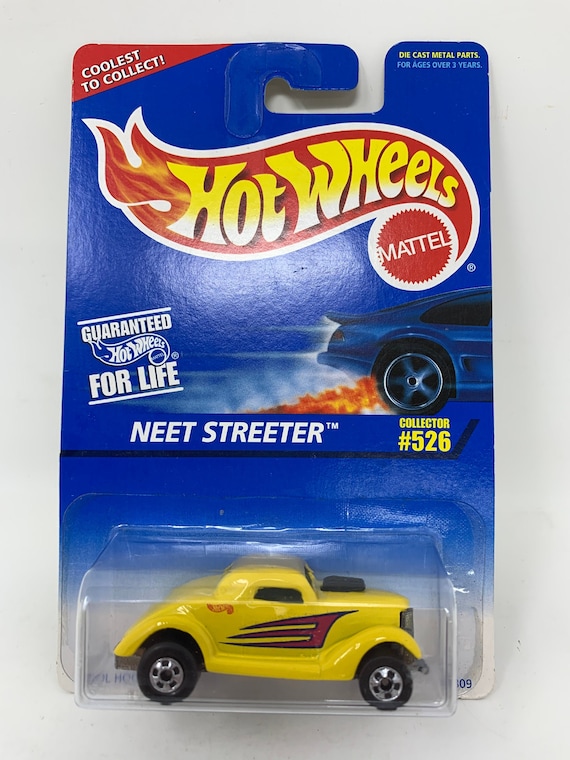 COOLEST
TO COLLECT!
DIE CAST METAL PARTS.
FOR AGES OVER 3 YEARS.
Hot Wheels
MATTEL
®
GUARANTEED
Hot Wheels
®
FOR LIFE
NEET STREETER™
COLLECTOR
#526